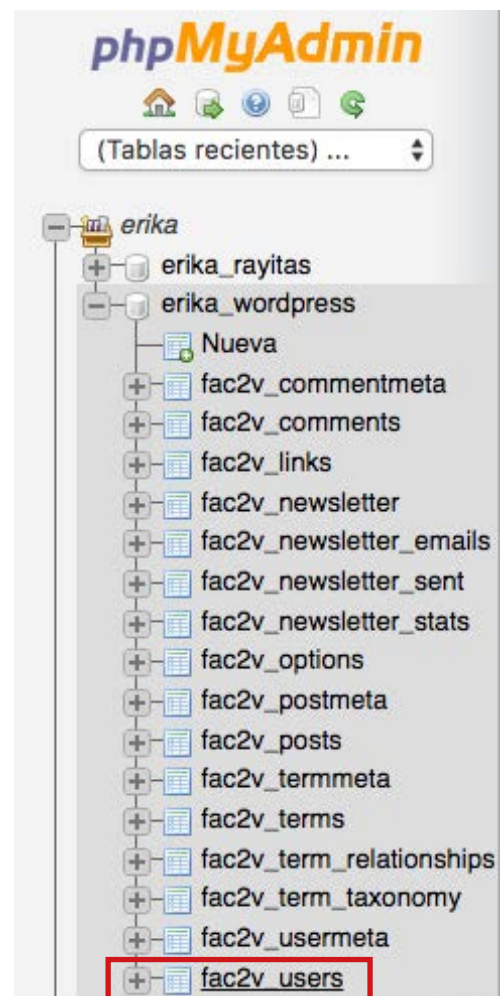 phpMyAdmin
(Tablas recientes) ...
erika
erika_rayitas
erika_wordpress
Nueva
fac2v_commentmeta
fac2v_comments
fac2v_links
fac2v_newsletter
fac2v_newsletter_emails
fac2v_newsletter_sent
fac2v_newsletter_stats
fac2v_options
fac2v_postmeta
fac2v_posts
fac2v_termmeta
fac2v_terms
fac2v_term_relationships
fac2v_term_taxonomy
fac2v_usermeta
fac2v_users